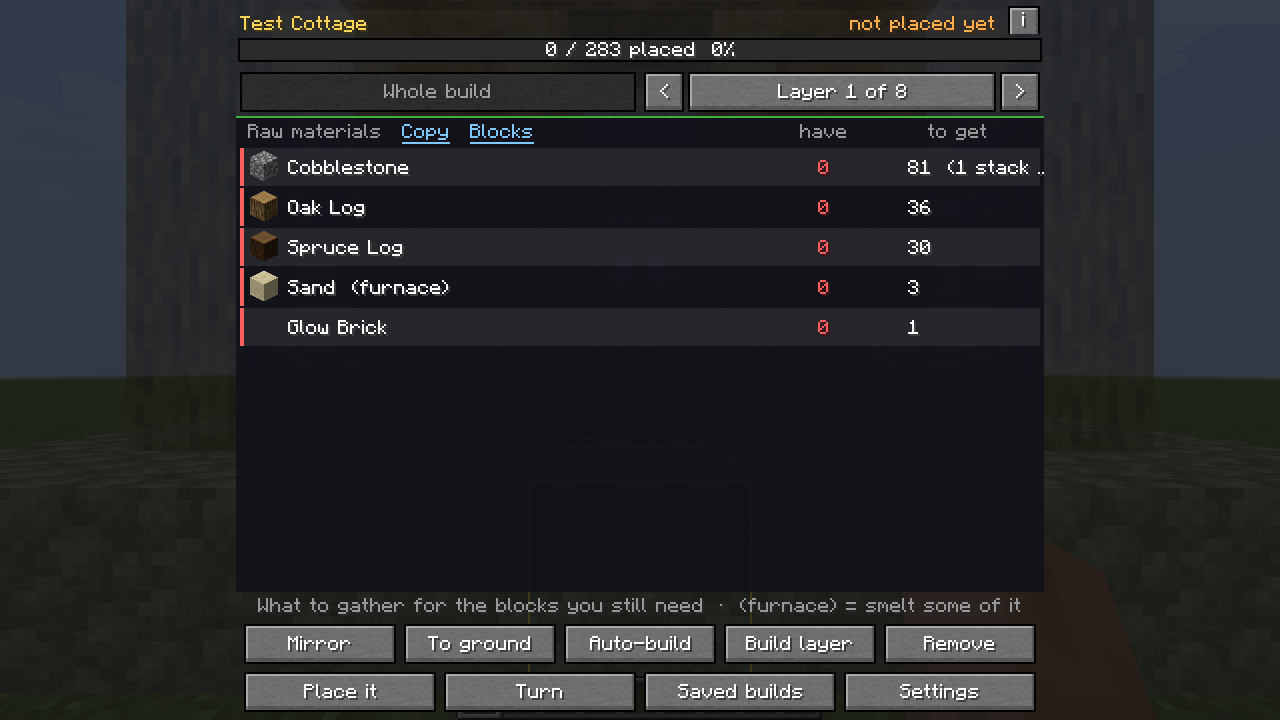 Test Cottage not placed yet i
0 / 283 placed 0%
Whole build < Layer 1 of 8 >
Raw materials Copy Blocks have to get
Cobblestone 0 81 (1 stack ..
Oak Log 0 36
Spruce Log 0 30
Sand (furnace) 0 3
Glow Brick 0 1
What to gather for the blocks you still need · (furnace) = smelt some of it
Mirror To ground Auto-build Build layer Remove
Place it Turn Saved builds Settings